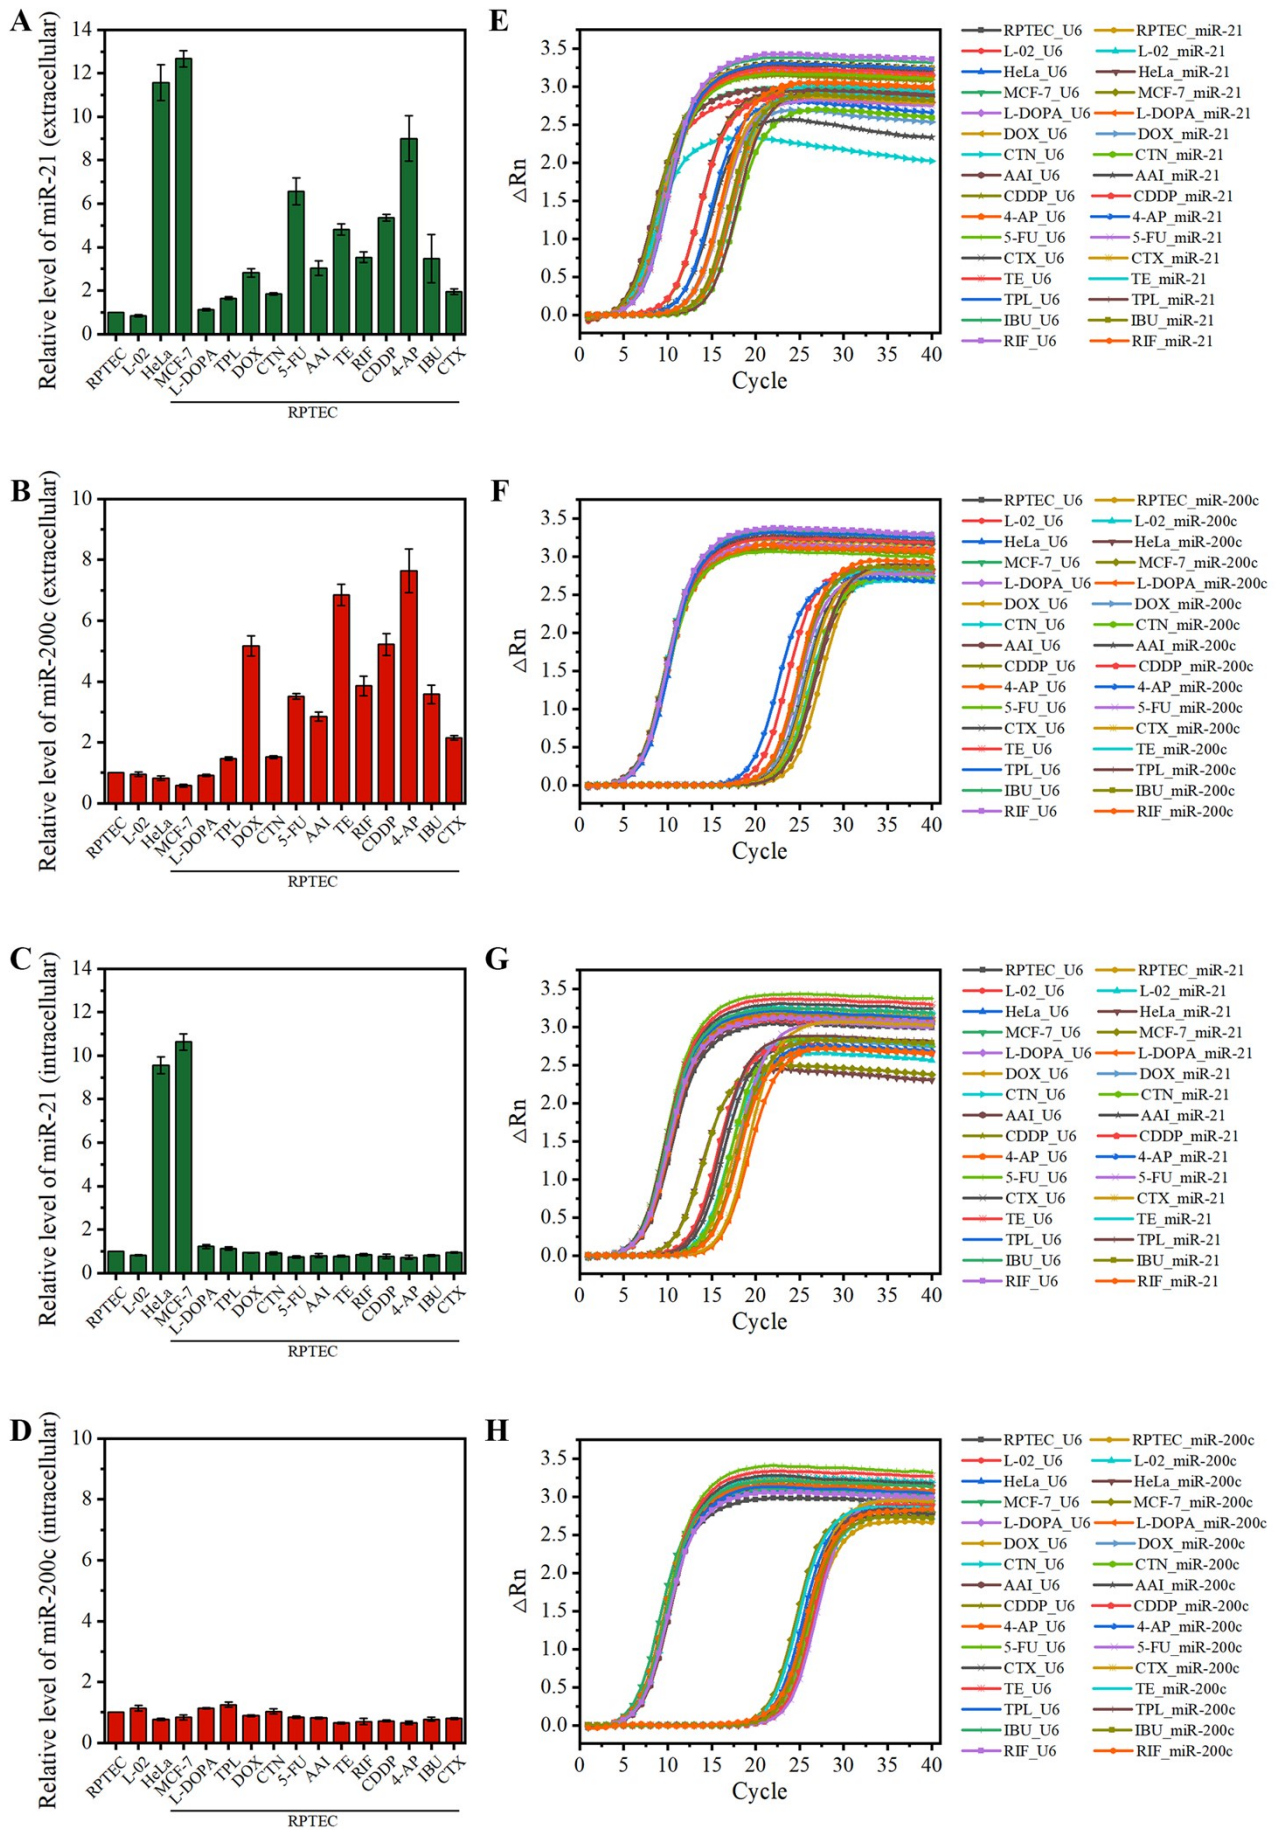 A
Relative level of miR-21 (extracellular)
14
12
10
8
6
4
2
0
RPTEC
L-02
HeLa
MCF-7
L-DOPA
TPL
DOX
CTN
5-FU
AAI
TE
RIF
CDDP
4-AP
IBU
CTX
RPTEC
E
△Rn
3.5
3.0
2.5
2.0
1.5
1.0
0.5
0.0
0 5 10 15 20 25 30 35 40
Cycle
RPTEC_U6 RPTEC_miR-21
L-02_U6 L-02_miR-21
HeLa_U6 HeLa_miR-21
MCF-7_U6 MCF-7_miR-21
L-DOPA_U6 L-DOPA_miR-21
DOX_U6 DOX_miR-21
CTN_U6 CTN_miR-21
AAI_U6 AAI_miR-21
CDDP_U6 CDDP_miR-21
4-AP_U6 4-AP_miR-21
5-FU_U6 5-FU_miR-21
CTX_U6 CTX_miR-21
TE_U6 TE_miR-21
TPL_U6 TPL_miR-21
IBU_U6 IBU_miR-21
RIF_U6 RIF_miR-21
B
Relative level of miR-200c (extracellular)
10
8
6
4
2
0
RPTEC
L-02
HeLa
MCF-7
L-DOPA
TPL
DOX
CTN
5-FU
AAI
TE
RIF
CDDP
4-AP
IBU
CTX
RPTEC
F
△Rn
3.5
3.0
2.5
2.0
1.5
1.0
0.5
0.0
0 5 10 15 20 25 30 35 40
Cycle
RPTEC_U6 RPTEC_miR-200c
L-02_U6 L-02_miR-200c
HeLa_U6 HeLa_miR-200c
MCF-7_U6 MCF-7_miR-200c
L-DOPA_U6 L-DOPA_miR-200c
DOX_U6 DOX_miR-200c
CTN_U6 CTN_miR-200c
AAI_U6 AAI_miR-200c
CDDP_U6 CDDP_miR-200c
4-AP_U6 4-AP_miR-200c
5-FU_U6 5-FU_miR-200c
CTX_U6 CTX_miR-200c
TE_U6 TE_miR-200c
TPL_U6 TPL_miR-200c
IBU_U6 IBU_miR-200c
RIF_U6 RIF_miR-200c
C
Relative level of miR-21 (intracellular)
14
12
10
8
6
4
2
0
RPTEC
L-02
HeLa
MCF-7
L-DOPA
TPL
DOX
CTN
5-FU
AAI
TE
RIF
CDDP
4-AP
IBU
CTX
RPTEC
G
△Rn
3.5
3.0
2.5
2.0
1.5
1.0
0.5
0.0
0 5 10 15 20 25 30 35 40
Cycle
RPTEC_U6 RPTEC_miR-21
L-02_U6 L-02_miR-21
HeLa_U6 HeLa_miR-21
MCF-7_U6 MCF-7_miR-21
L-DOPA_U6 L-DOPA_miR-21
DOX_U6 DOX_miR-21
CTN_U6 CTN_miR-21
AAI_U6 AAI_miR-21
CDDP_U6 CDDP_miR-21
4-AP_U6 4-AP_miR-21
5-FU_U6 5-FU_miR-21
CTX_U6 CTX_miR-21
TE_U6 TE_miR-21
TPL_U6 TPL_miR-21
IBU_U6 IBU_miR-21
RIF_U6 RIF_miR-21
D
Relative level of miR-200c (intracellular)
10
8
6
4
2
0
RPTEC
L-02
HeLa
MCF-7
L-DOPA
TPL
DOX
CTN
5-FU
AAI
TE
RIF
CDDP
4-AP
IBU
CTX
RPTEC
H
△Rn
3.5
3.0
2.5
2.0
1.5
1.0
0.5
0.0
0 5 10 15 20 25 30 35 40
Cycle
RPTEC_U6 RPTEC_miR-200c
L-02_U6 L-02_miR-200c
HeLa_U6 HeLa_miR-200c
MCF-7_U6 MCF-7_miR-200c
L-DOPA_U6 L-DOPA_miR-200c
DOX_U6 DOX_miR-200c
CTN_U6 CTN_miR-200c
AAI_U6 AAI_miR-200c
CDDP_U6 CDDP_miR-200c
4-AP_U6 4-AP_miR-200c
5-FU_U6 5-FU_miR-200c
CTX_U6 CTX_miR-200c
TE_U6 TE_miR-200c
TPL_U6 TPL_miR-200c
IBU_U6 IBU_miR-200c
RIF_U6 RIF_miR-200c